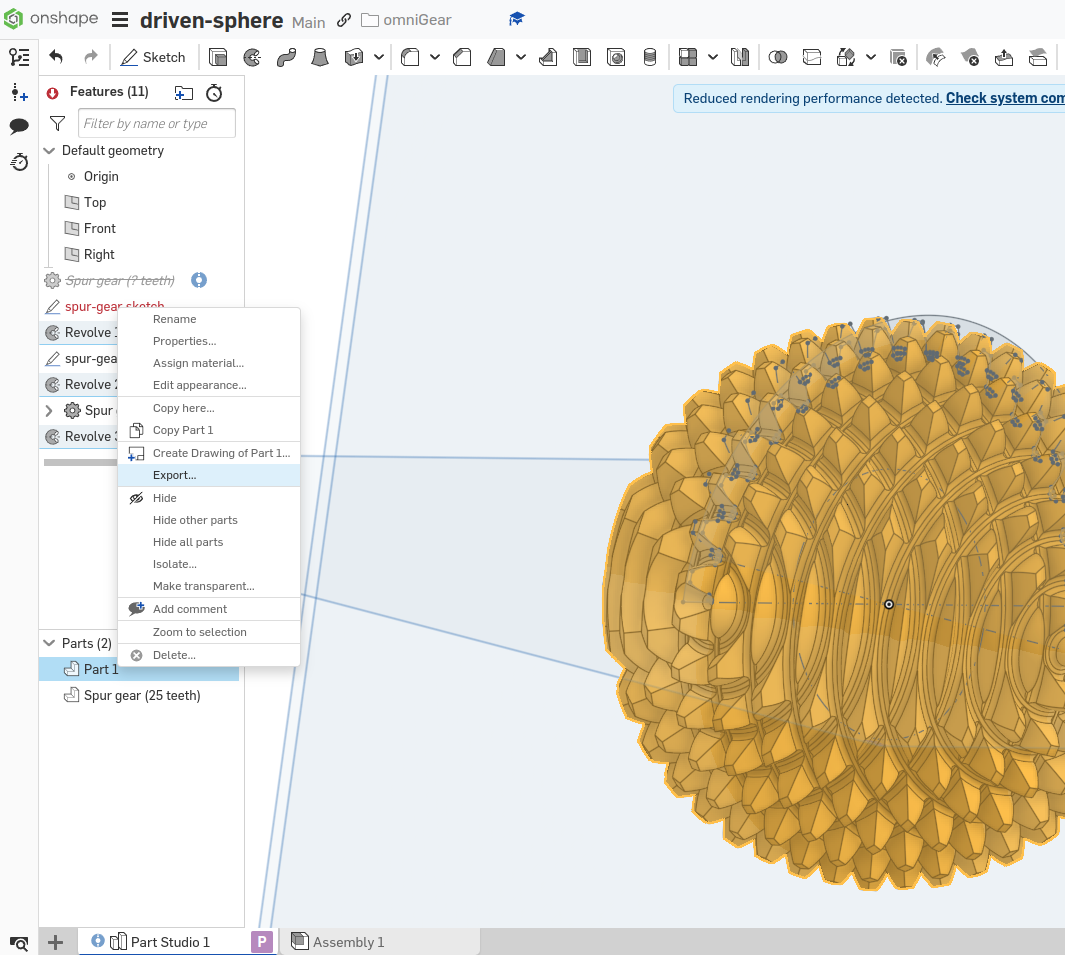 onshape driven-sphere Main omniGear
Sketch
Features (11)
Reduced rendering performance detected. Check system com
Filter by name or type
Default geometry
Origin
Top
Front
Right
Spur gear (? teeth)
spur-gear sketch
Revolve 1
spur-gea
Revolve 2
Spur
Revolve 3
Rename
Properties...
Assign material...
Edit appearance...
Copy here...
Copy Part 1
Create Drawing of Part 1...
Export...
Hide
Hide other parts
Hide all parts
Isolate...
Make transparent...
Add comment
Zoom to selection
Delete...
Parts (2)
Part 1
Spur gear (25 teeth)
Part Studio 1 P Assembly 1